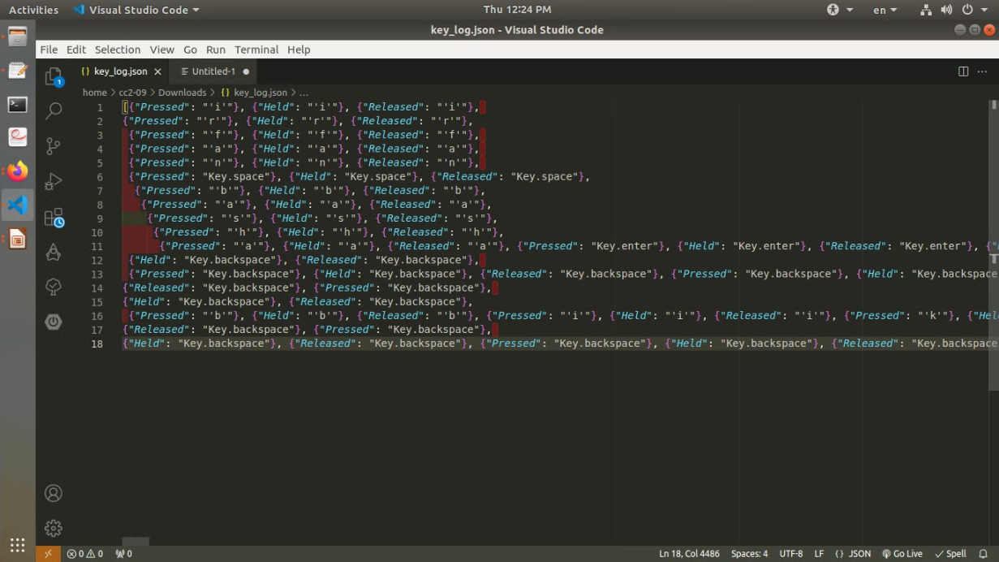 Activities Visual Studio Code Thu 12:24 PM en
key_log.json - Visual Studio Code
File Edit Selection View Go Run Terminal Help
{} key_log.json × Untitled-1 ●
home > cc2-09 > Downloads > {} key_log.json > ...
1 [{"Pressed": "'i'"}, {"Held": "'i'"}, {"Released": "'i'"},
2 {"Pressed": "'r'"}, {"Held": "'r'"}, {"Released": "'r'"},
3 {"Pressed": "'f'"}, {"Held": "'f'"}, {"Released": "'f'"},
4 {"Pressed": "'a'"}, {"Held": "'a'"}, {"Released": "'a'"},
5 {"Pressed": "'n'"}, {"Held": "'n'"}, {"Released": "'n'"},
6 {"Pressed": "Key.space"}, {"Held": "Key.space"}, {"Released": "Key.space"},
7 {"Pressed": "'b'"}, {"Held": "'b'"}, {"Released": "'b'"},
8 {"Pressed": "'a'"}, {"Held": "'a'"}, {"Released": "'a'"},
9 {"Pressed": "'s'"}, {"Held": "'s'"}, {"Released": "'s'"},
10 {"Pressed": "'h'"}, {"Held": "'h'"}, {"Released": "'h'"},
11 {"Pressed": "'a'"}, {"Held": "'a'"}, {"Released": "'a'"}, {"Pressed": "Key.enter"}, {"Held": "Key.enter"}, {"Released": "Key.enter"}, {"
12 {"Held": "Key.backspace"}, {"Released": "Key.backspace"},
13 {"Pressed": "Key.backspace"}, {"Held": "Key.backspace"}, {"Released": "Key.backspace"}, {"Pressed": "Key.backspace"}, {"Held": "Key.backspace
14 {"Released": "Key.backspace"}, {"Pressed": "Key.backspace"},
15 {"Held": "Key.backspace"}, {"Released": "Key.backspace"},
16 {"Pressed": "'b'"}, {"Held": "'b'"}, {"Released": "'b'"}, {"Pressed": "'i'"}, {"Held": "'i'"}, {"Released": "'i'"}, {"Pressed": "'k'"}, {"Hel
17 {"Released": "Key.backspace"}, {"Pressed": "Key.backspace"},
18 {"Held": "Key.backspace"}, {"Released": "Key.backspace"}, {"Pressed": "Key.backspace"}, {"Held": "Key.backspace"}, {"Released": "Key.backspace
0 0 0 Ln 18, Col 4486 Spaces: 4 UTF-8 LF {} JSON Go Live Spell